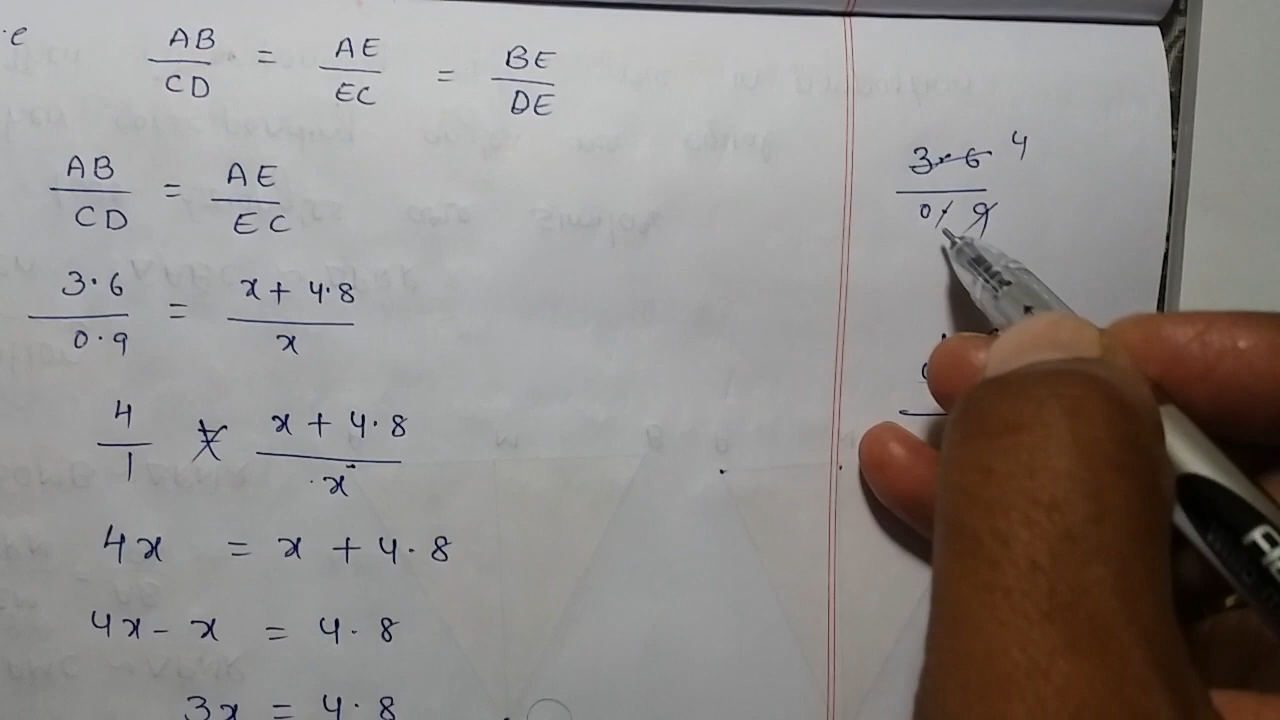 AB/CD = AE/EC = BE/DE
AB/CD = AE/EC
3.6/0.9 = x + 4.8/x
4/1 = x + 4.8/x
4x = x + 4.8
4x - x = 4.8
3x = 4.8
3.6 4
0.9